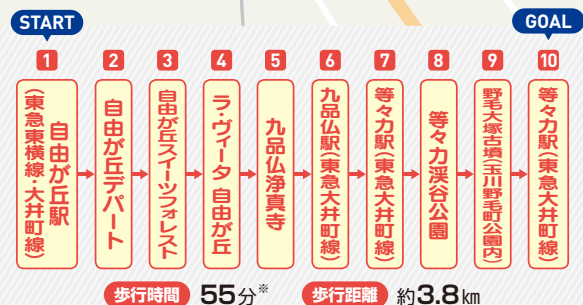 START
GOAL
1
自由が丘駅
(東急東横線・大井町線)
2
自由が丘デパート
3
自由が丘スイーツフォレスト
4
ラ・ヴィータ 自由が丘
5
九品仏浄真寺
6
九品仏駅(東急大井町線)
7
等々力駅(東急大井町線)
8
等々力渓谷公園
9
野毛大塚古墳(玉川野毛町公園内)
10
等々力駅(東急大井町線)
歩行時間 55分※ 歩行距離 約3.8km